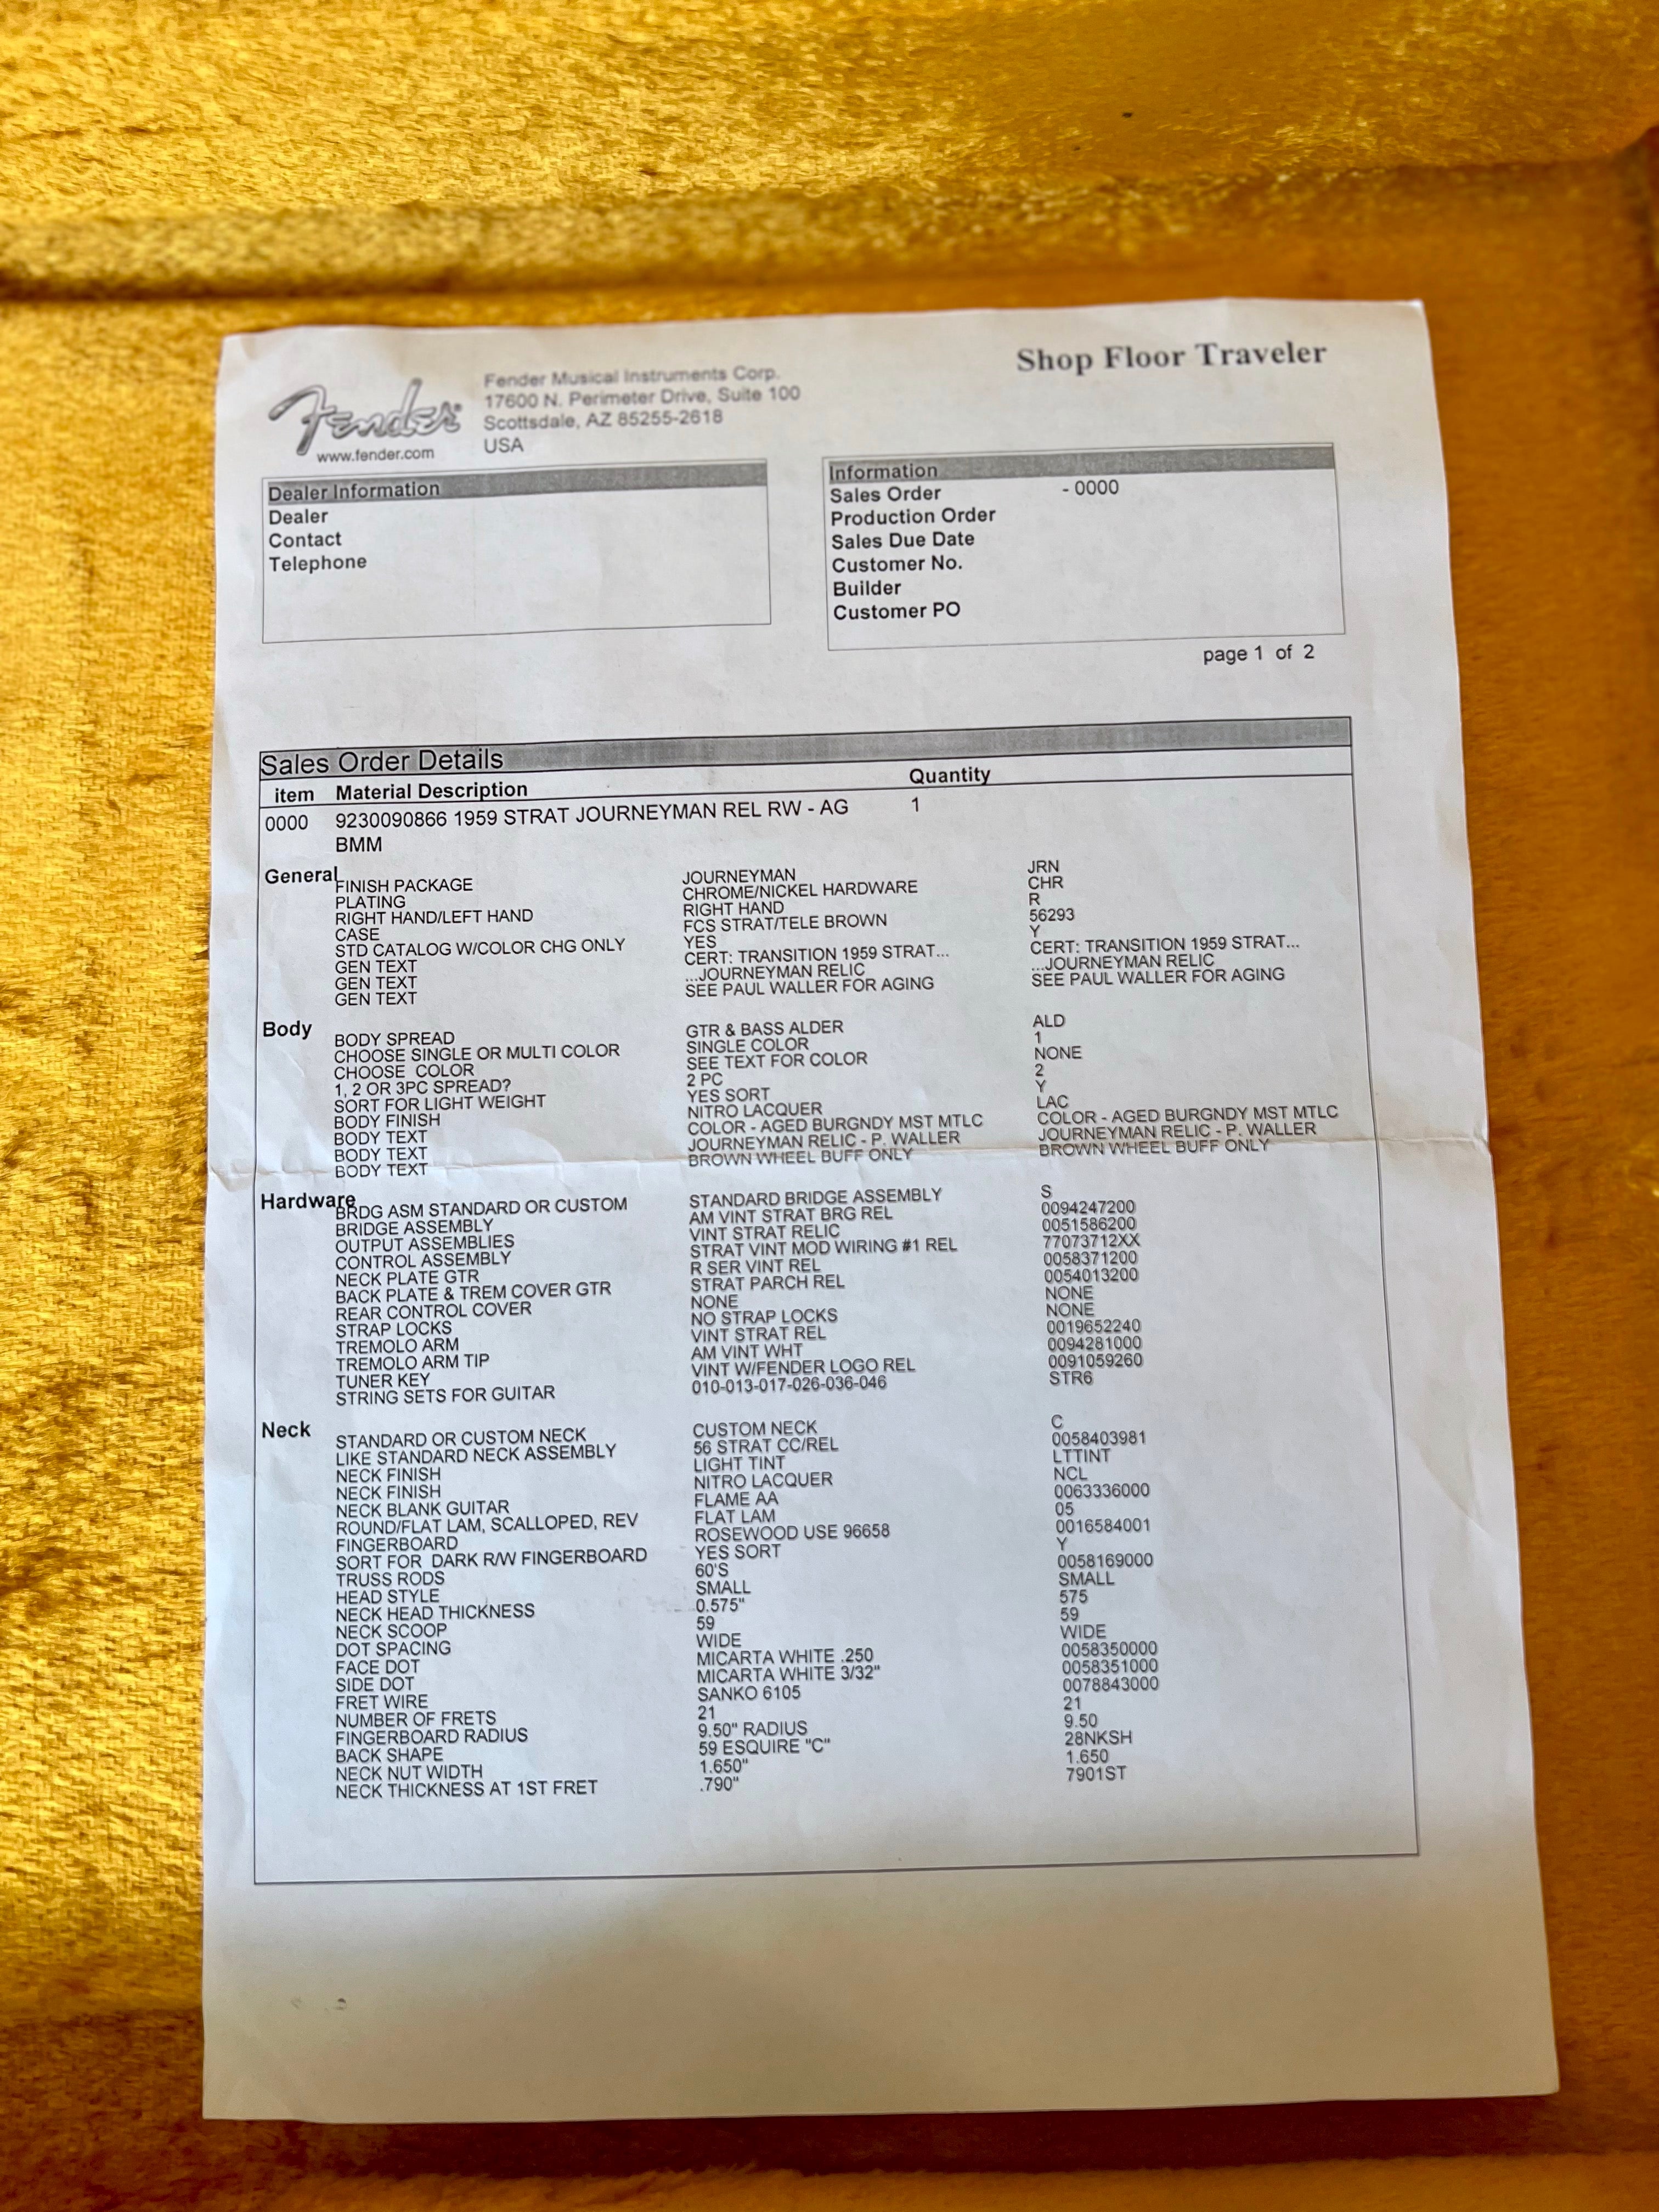 Shop Floor Traveler
Fender
www.fender.com
Fender Musical Instruments Corp.
17600 N. Perimeter Drive, Suite 100
Scottsdale, AZ 85255-2618
USA
Dealer Information
Dealer
Contact
Telephone
Information
Sales Order - 0000
Production Order
Sales Due Date
Customer No.
Builder
Customer PO
page 1 of 2
Sales Order Details
item Material Description Quantity
0000 9230090866 1959 STRAT JOURNEYMAN REL RW - AG 1
BMM
General
FINISH PACKAGE JOURNEYMAN JRN
PLATING CHROME/NICKEL HARDWARE CHR
RIGHT HAND/LEFT HAND RIGHT HAND R
CASE FCS STRAT/TELE BROWN 56293
STD CATALOG W/COLOR CHG ONLY YES Y
GEN TEXT CERT: TRANSITION 1959 STRAT... CERT: TRANSITION 1959 STRAT...
GEN TEXT ...JOURNEYMAN RELIC ...JOURNEYMAN RELIC
GEN TEXT SEE PAUL WALLER FOR AGING SEE PAUL WALLER FOR AGING
Body
BODY SPREAD GTR & BASS ALDER ALD
CHOOSE SINGLE OR MULTI COLOR SINGLE COLOR 1
CHOOSE COLOR SEE TEXT FOR COLOR NONE
1, 2 OR 3PC SPREAD? 2 PC 2
SORT FOR LIGHT WEIGHT YES SORT Y
BODY FINISH NITRO LACQUER LAC
BODY TEXT COLOR - AGED BURGNDY MST MTLC COLOR - AGED BURGNDY MST MTLC
BODY TEXT JOURNEYMAN RELIC - P. WALLER JOURNEYMAN RELIC - P. WALLER
BODY TEXT BROWN WHEEL BUFF ONLY BROWN WHEEL BUFF ONLY
Hardware
BRDG ASM STANDARD OR CUSTOM STANDARD BRIDGE ASSEMBLY S
BRIDGE ASSEMBLY AM VINT STRAT BRG REL 0094247200
OUTPUT ASSEMBLIES VINT STRAT RELIC 0051586200
CONTROL ASSEMBLY STRAT VINT MOD WIRING #1 REL 77073712XX
NECK PLATE GTR R SER VINT REL 0058371200
BACK PLATE & TREM COVER GTR STRAT PARCH REL 0054013200
REAR CONTROL COVER NONE NONE
STRAP LOCKS NO STRAP LOCKS NONE
TREMOLO ARM VINT STRAT REL 0019652240
TREMOLO ARM TIP AM VINT WHT 0094281000
TUNER KEY VINT W/FENDER LOGO REL 0091059260
STRING SETS FOR GUITAR 010-013-017-026-036-046 STR6
Neck
STANDARD OR CUSTOM NECK CUSTOM NECK C
LIKE STANDARD NECK ASSEMBLY 56 STRAT CC/REL 0058403981
NECK FINISH LIGHT TINT LTTINT
NECK FINISH NITRO LACQUER NCL
NECK BLANK GUITAR FLAME AA 0063336000
ROUND/FLAT LAM, SCALLOPED, REV FLAT LAM 05
FINGERBOARD ROSEWOOD USE 96658 0016584001
SORT FOR DARK R/W FINGERBOARD YES SORT Y
TRUSS RODS 60'S 0058169000
HEAD STYLE SMALL SMALL
NECK HEAD THICKNESS 0.575" 575
NECK SCOOP 59 59
DOT SPACING WIDE WIDE
FACE DOT MICARTA WHITE .250 0058350000
SIDE DOT MICARTA WHITE 3/32" 0058351000
FRET WIRE SANKO 6105 0078843000
NUMBER OF FRETS 21 21
FINGERBOARD RADIUS 9.50" RADIUS 9.50
BACK SHAPE 59 ESQUIRE "C" 28NKSH
NECK NUT WIDTH 1.650" 1.650
NECK THICKNESS AT 1ST FRET .790" 7901ST